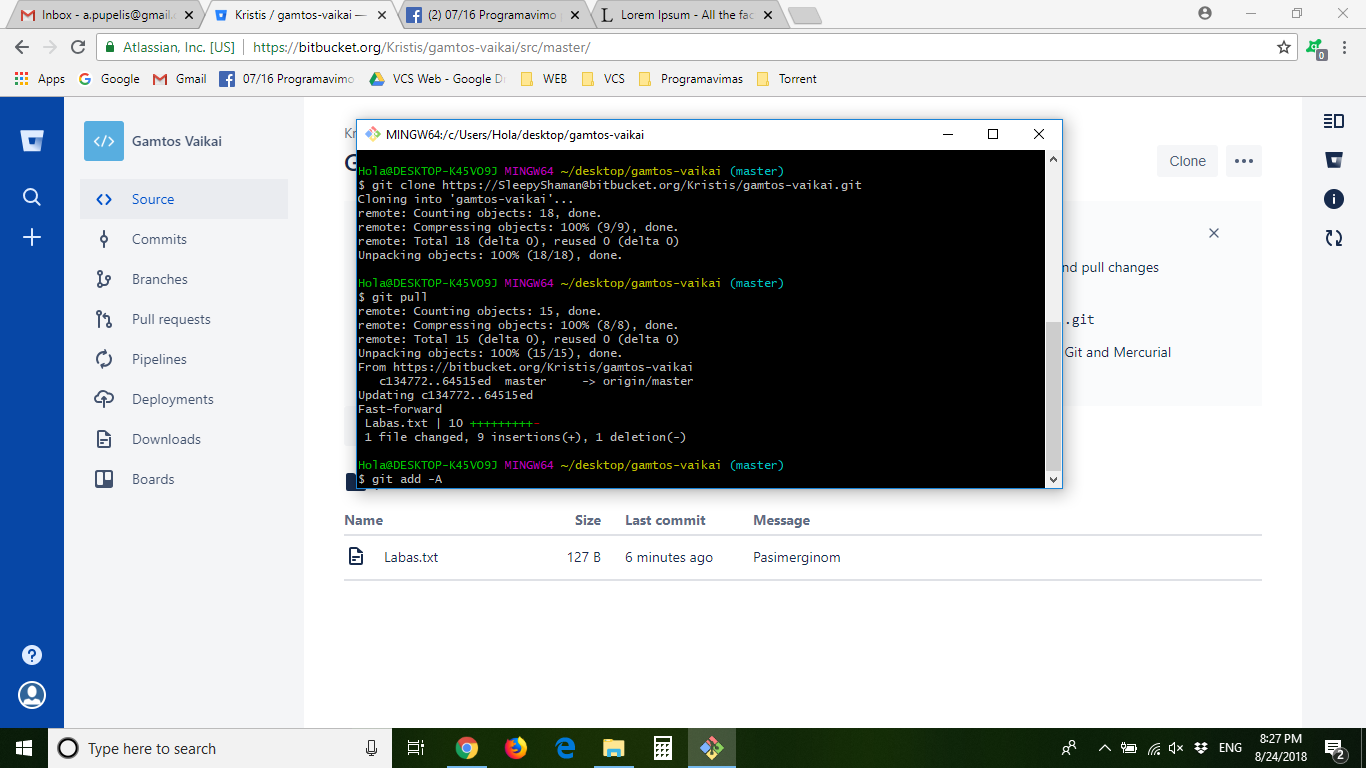 Inbox - a.pupelis@gmail.
Kristis / gamtos-vaikai —
(2) 07/16 Programavimo
Lorem Ipsum - All the fac
Atlassian, Inc. [US]
https://bitbucket.org/Kristis/gamtos-vaikai/src/master/
0
Apps
Google
Gmail
07/16 Programavimo
VCS Web - Google Dr
WEB
VCS
Programavimas
Torrent
Gamtos Vaikai
Source
Commits
Branches
Pull requests
Pipelines
Deployments
Downloads
Boards
Kr
G
Clone
nd pull changes
.git
Git and Mercurial
MINGW64:/c/Users/Hola/desktop/gamtos-vaikai
Hola@DESKTOP-K45VO9J MINGW64 ~/desktop/gamtos-vaikai (master)
$ git clone https://SleepyShaman@bitbucket.org/Kristis/gamtos-vaikai.git
Cloning into 'gamtos-vaikai'...
remote: Counting objects: 18, done.
remote: Compressing objects: 100% (9/9), done.
remote: Total 18 (delta 0), reused 0 (delta 0)
Unpacking objects: 100% (18/18), done.
Hola@DESKTOP-K45VO9J MINGW64 ~/desktop/gamtos-vaikai (master)
$ git pull
remote: Counting objects: 15, done.
remote: Compressing objects: 100% (8/8), done.
remote: Total 15 (delta 0), reused 0 (delta 0)
Unpacking objects: 100% (15/15), done.
From https://bitbucket.org/Kristis/gamtos-vaikai
c134772..64515ed  master     -> origin/master
Updating c134772..64515ed
Fast-forward
Labas.txt | 10 +++++++++-
1 file changed, 9 insertions(+), 1 deletion(-)
Hola@DESKTOP-K45VO9J MINGW64 ~/desktop/gamtos-vaikai (master)
$ git add -A
Name Size Last commit Message
Labas.txt 127 B 6 minutes ago Pasimerginom
Type here to search
ENG
8:27 PM
8/24/2018
2